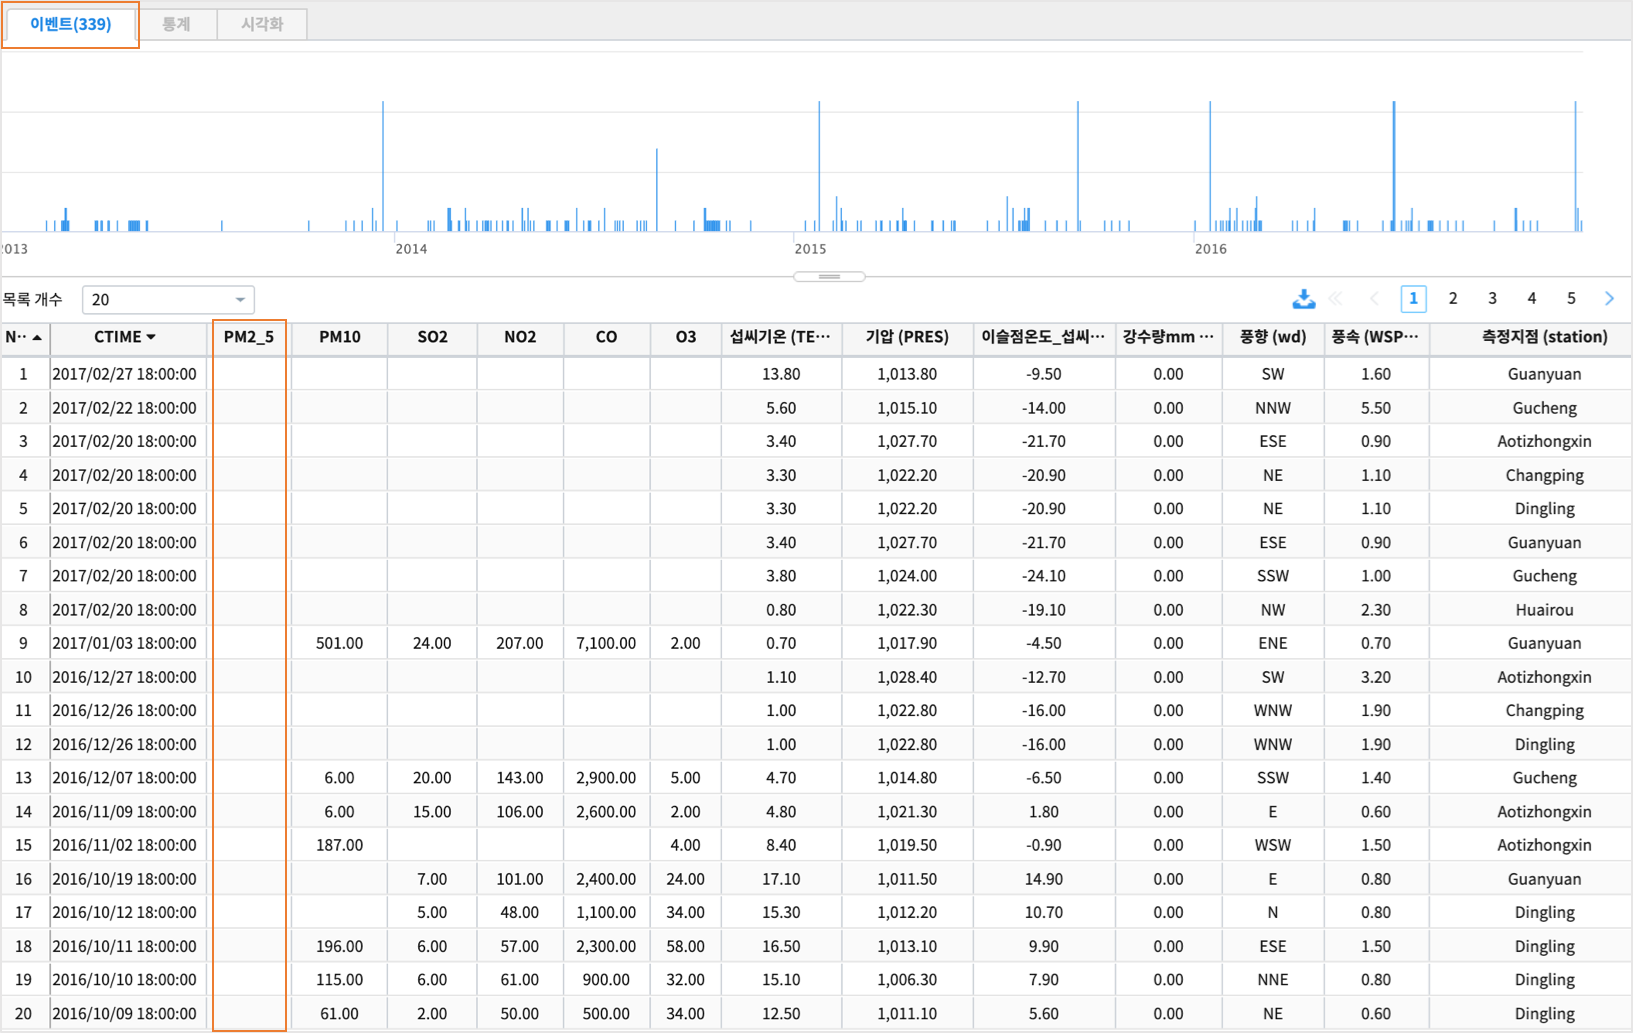 이벤트(339) 통계 시각화
2013 2014 2015 2016
목록 개수 20 1 2 3 4 5
N·· CTIME PM2_5 PM10 SO2 NO2 CO O3 섭씨기온 (TE··· 기압 (PRES) 이슬점온도_섭씨··· 강수량mm ··· 풍향 (wd) 풍속 (WSP··· 측정지점 (station)
1 2017/02/27 18:00:00 13.80 1,013.80 -9.50 0.00 SW 1.60 Guanyuan
2 2017/02/22 18:00:00 5.60 1,015.10 -14.00 0.00 NNW 5.50 Gucheng
3 2017/02/20 18:00:00 3.40 1,027.70 -21.70 0.00 ESE 0.90 Aotizhongxin
4 2017/02/20 18:00:00 3.30 1,022.20 -20.90 0.00 NE 1.10 Changping
5 2017/02/20 18:00:00 3.30 1,022.20 -20.90 0.00 NE 1.10 Dingling
6 2017/02/20 18:00:00 3.40 1,027.70 -21.70 0.00 ESE 0.90 Guanyuan
7 2017/02/20 18:00:00 3.80 1,024.00 -24.10 0.00 SSW 1.00 Gucheng
8 2017/02/20 18:00:00 0.80 1,022.30 -19.10 0.00 NW 2.30 Huairou
9 2017/01/03 18:00:00 501.00 24.00 207.00 7,100.00 2.00 0.70 1,017.90 -4.50 0.00 ENE 0.70 Guanyuan
10 2016/12/27 18:00:00 1.10 1,028.40 -12.70 0.00 SW 3.20 Aotizhongxin
11 2016/12/26 18:00:00 1.00 1,022.80 -16.00 0.00 WNW 1.90 Changping
12 2016/12/26 18:00:00 1.00 1,022.80 -16.00 0.00 WNW 1.90 Dingling
13 2016/12/07 18:00:00 6.00 20.00 143.00 2,900.00 5.00 4.70 1,014.80 -6.50 0.00 SSW 1.40 Gucheng
14 2016/11/09 18:00:00 6.00 15.00 106.00 2,600.00 2.00 4.80 1,021.30 1.80 0.00 E 0.60 Aotizhongxin
15 2016/11/02 18:00:00 187.00 4.00 8.40 1,019.50 -0.90 0.00 WSW 1.50 Aotizhongxin
16 2016/10/19 18:00:00 7.00 101.00 2,400.00 24.00 17.10 1,011.50 14.90 0.00 E 0.80 Guanyuan
17 2016/10/12 18:00:00 5.00 48.00 1,100.00 34.00 15.30 1,012.20 10.70 0.00 N 0.80 Dingling
18 2016/10/11 18:00:00 196.00 6.00 57.00 2,300.00 58.00 16.50 1,013.10 9.90 0.00 ESE 1.50 Dingling
19 2016/10/10 18:00:00 115.00 6.00 61.00 900.00 32.00 15.10 1,006.30 7.90 0.00 NNE 0.80 Dingling
20 2016/10/09 18:00:00 61.00 2.00 50.00 500.00 34.00 12.50 1,011.10 5.60 0.00 NE 0.60 Dingling